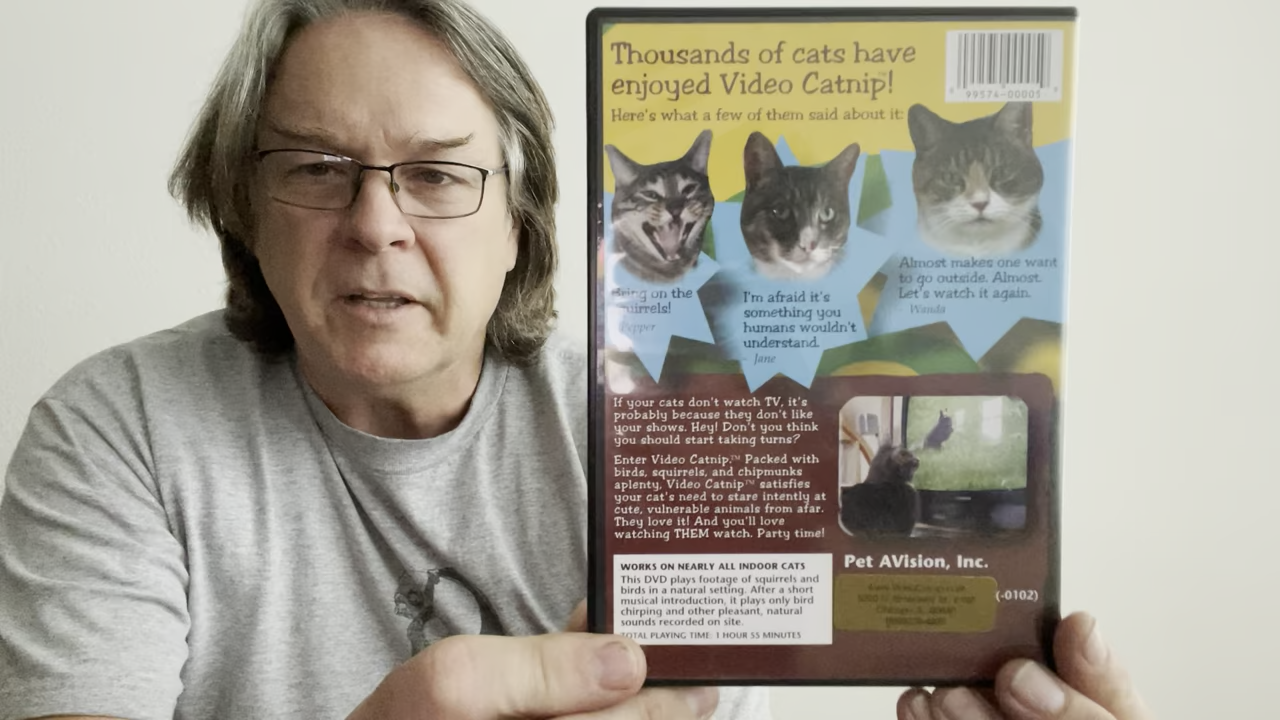 Thousands of cats have
enjoyed Video Catnip™!
Here's what a few of them said about it:
99574-00005
Bring on the
squirrels!
Pepper
I'm afraid it's
something you
humans wouldn't
understand.
- Jane
Almost makes one want
to go outside. Almost.
Let's watch it again.
- Wanda
If your cats don't watch TV, it's
probably because they don't like
your shows. Hey! Don't you think
you should start taking turns?
Enter Video Catnip.™ Packed with
birds, squirrels, and chipmunks
aplenty, Video Catnip™ satisfies
your cat's need to stare intently at
cute, vulnerable animals from afar.
They love it! And you'll love
watching THEM watch. Party time!
WORKS ON NEARLY ALL INDOOR CATS
This DVD plays footage of squirrels and
birds in a natural setting. After a short
musical introduction, it plays only bird
chirping and other pleasant, natural
sounds recorded on site.
TOTAL PLAYING TIME: 1 HOUR 55 MINUTES
Pet AVision, Inc.
(-0102)